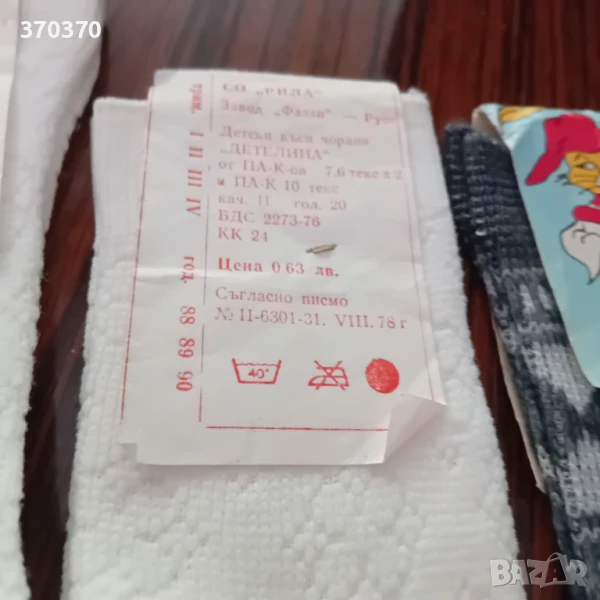 370370
СО „РИЛА"
Завод „Фазан" — Русе
Детски къси чорапи
„ДЕТЕЛИНА"
от ПА-К-ов 7.6 текс х 2
и ПА-К 10 текс
кач. II гол. 20
БДС 2273-76
КК 24
Цена 0 63 лв.
Съгласно писмо
№ II-6301-31. VIII. 78 г
40°
трим. I II III IV
год. 88 89 90
BAZAR